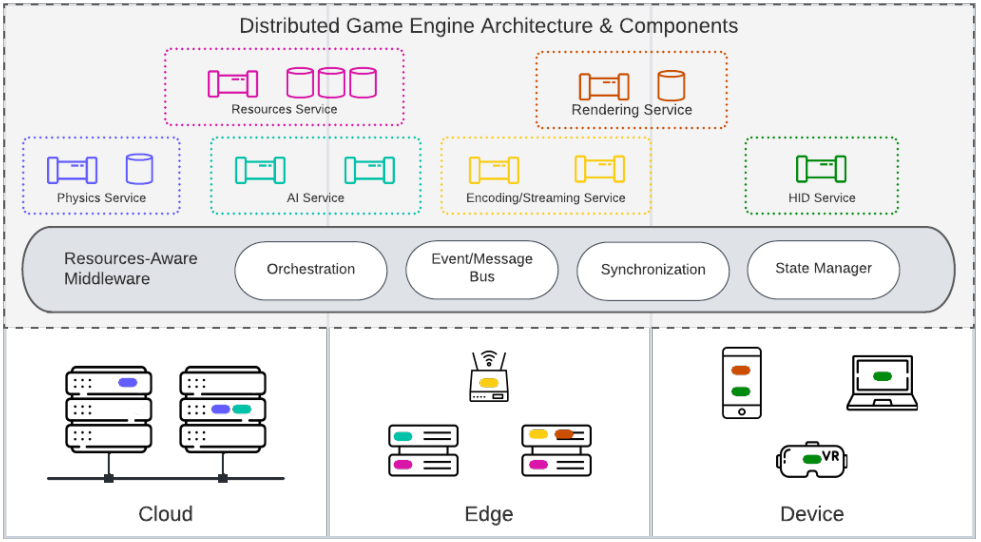 Distributed Game Engine Architecture & Components
Resources Service
Rendering Service
Physics Service
AI Service
Encoding/Streaming Service
HID Service
Resources-Aware
Middleware
Orchestration
Event/Message
Bus
Synchronization
State Manager
VR
Cloud
Edge
Device